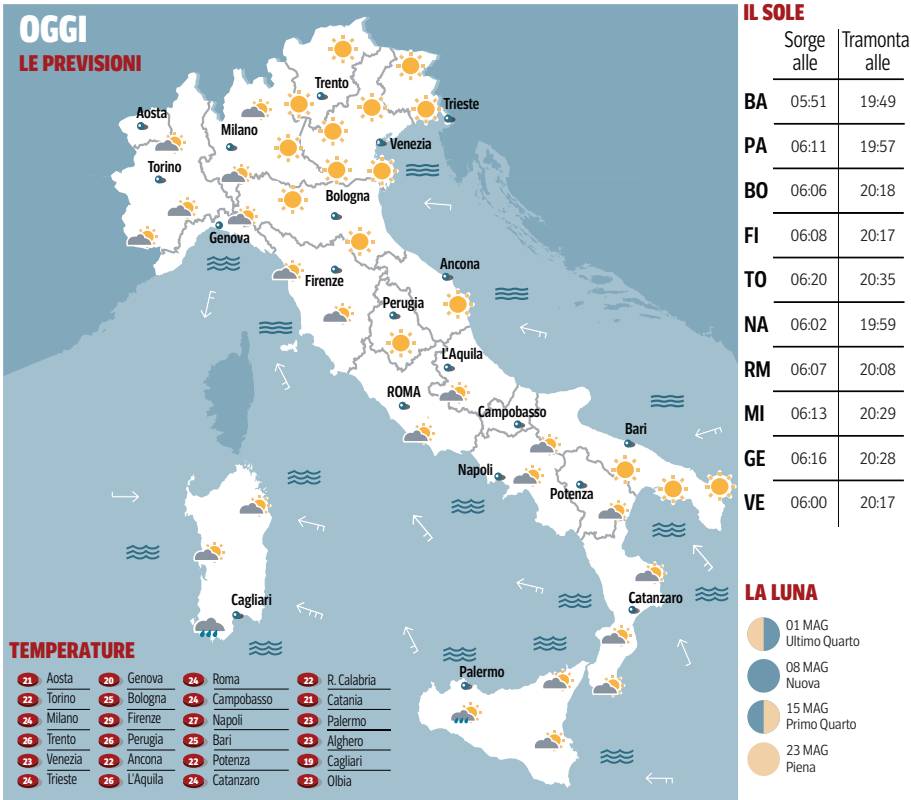 OGGI
LE PREVISIONI
Aosta
Trento
Trieste
Milano
Venezia
Torino
Bologna
Genova
Firenze
Ancona
Perugia
L'Aquila
ROMA
Campobasso
Bari
Napoli
Potenza
Cagliari
Catanzaro
Palermo
TEMPERATURE
21 Aosta
22 Torino
24 Milano
26 Trento
23 Venezia
24 Trieste
20 Genova
25 Bologna
29 Firenze
26 Perugia
22 Ancona
26 L'Aquila
24 Roma
24 Campobasso
27 Napoli
25 Bari
22 Potenza
24 Catanzaro
22 R. Calabria
21 Catania
23 Palermo
23 Alghero
19 Cagliari
23 Olbia
IL SOLE
Sorge alle Tramonta alle
BA 05:51 19:49
PA 06:11 19:57
BO 06:06 20:18
FI 06:08 20:17
TO 06:20 20:35
NA 06:02 19:59
RM 06:07 20:08
MI 06:13 20:29
GE 06:16 20:28
VE 06:00 20:17
LA LUNA
01 MAG
Ultimo Quarto
08 MAG
Nuova
15 MAG
Primo Quarto
23 MAG
Piena